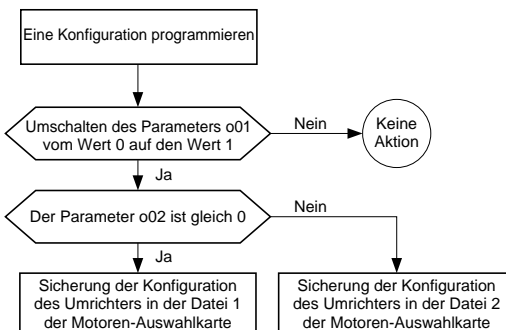 Eine Konfiguration programmieren
Umschalten des Parameters o01
vom Wert 0 auf den Wert 1
Nein
Keine
Aktion
Ja
Der Parameter o02 ist gleich 0
Nein
Ja
Sicherung der Konfiguration
des Umrichters in der Datei 1
der Motoren-Auswahlkarte
Sicherung der Konfiguration
des Umrichters in der Datei 2
der Motoren-Auswahlkarte